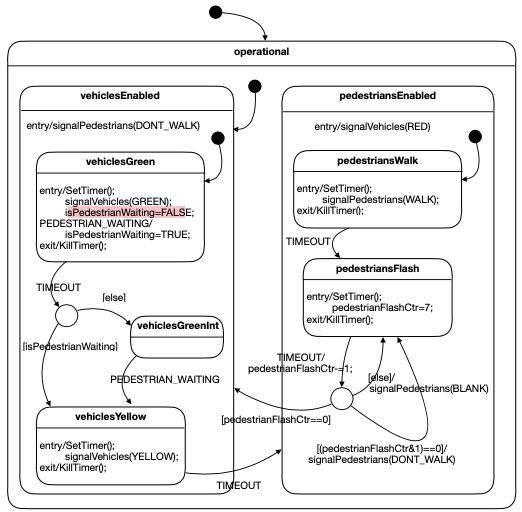 operational
vehiclesEnabled
entry/signalPedestrians(DONT_WALK)
vehiclesGreen
entry/SetTimer();
signalVehicles(GREEN);
isPedestrianWaiting=FALSE;
PEDESTRIAN_WAITING/
isPedestrianWaiting=TRUE;
exit/KillTimer();
TIMEOUT
[else]
vehiclesGreenInt
[isPedestrianWaiting]
PEDESTRIAN_WAITING
vehiclesYellow
entry/SetTimer();
signalVehicles(YELLOW);
exit/KillTimer();
TIMEOUT
pedestriansEnabled
entry/signalVehicles(RED)
pedestriansWalk
entry/SetTimer();
signalPedestrians(WALK);
exit/KillTimer();
TIMEOUT
pedestriansFlash
entry/SetTimer();
pedestrianFlashCtr=7;
exit/KillTimer();
TIMEOUT/
pedestrianFlashCtr-=1;
[else]/
signalPedestrians(BLANK)
[pedestrianFlashCtr==0]
[(pedestrianFlashCtr&1)==0]/
signalPedestrians(DONT_WALK)